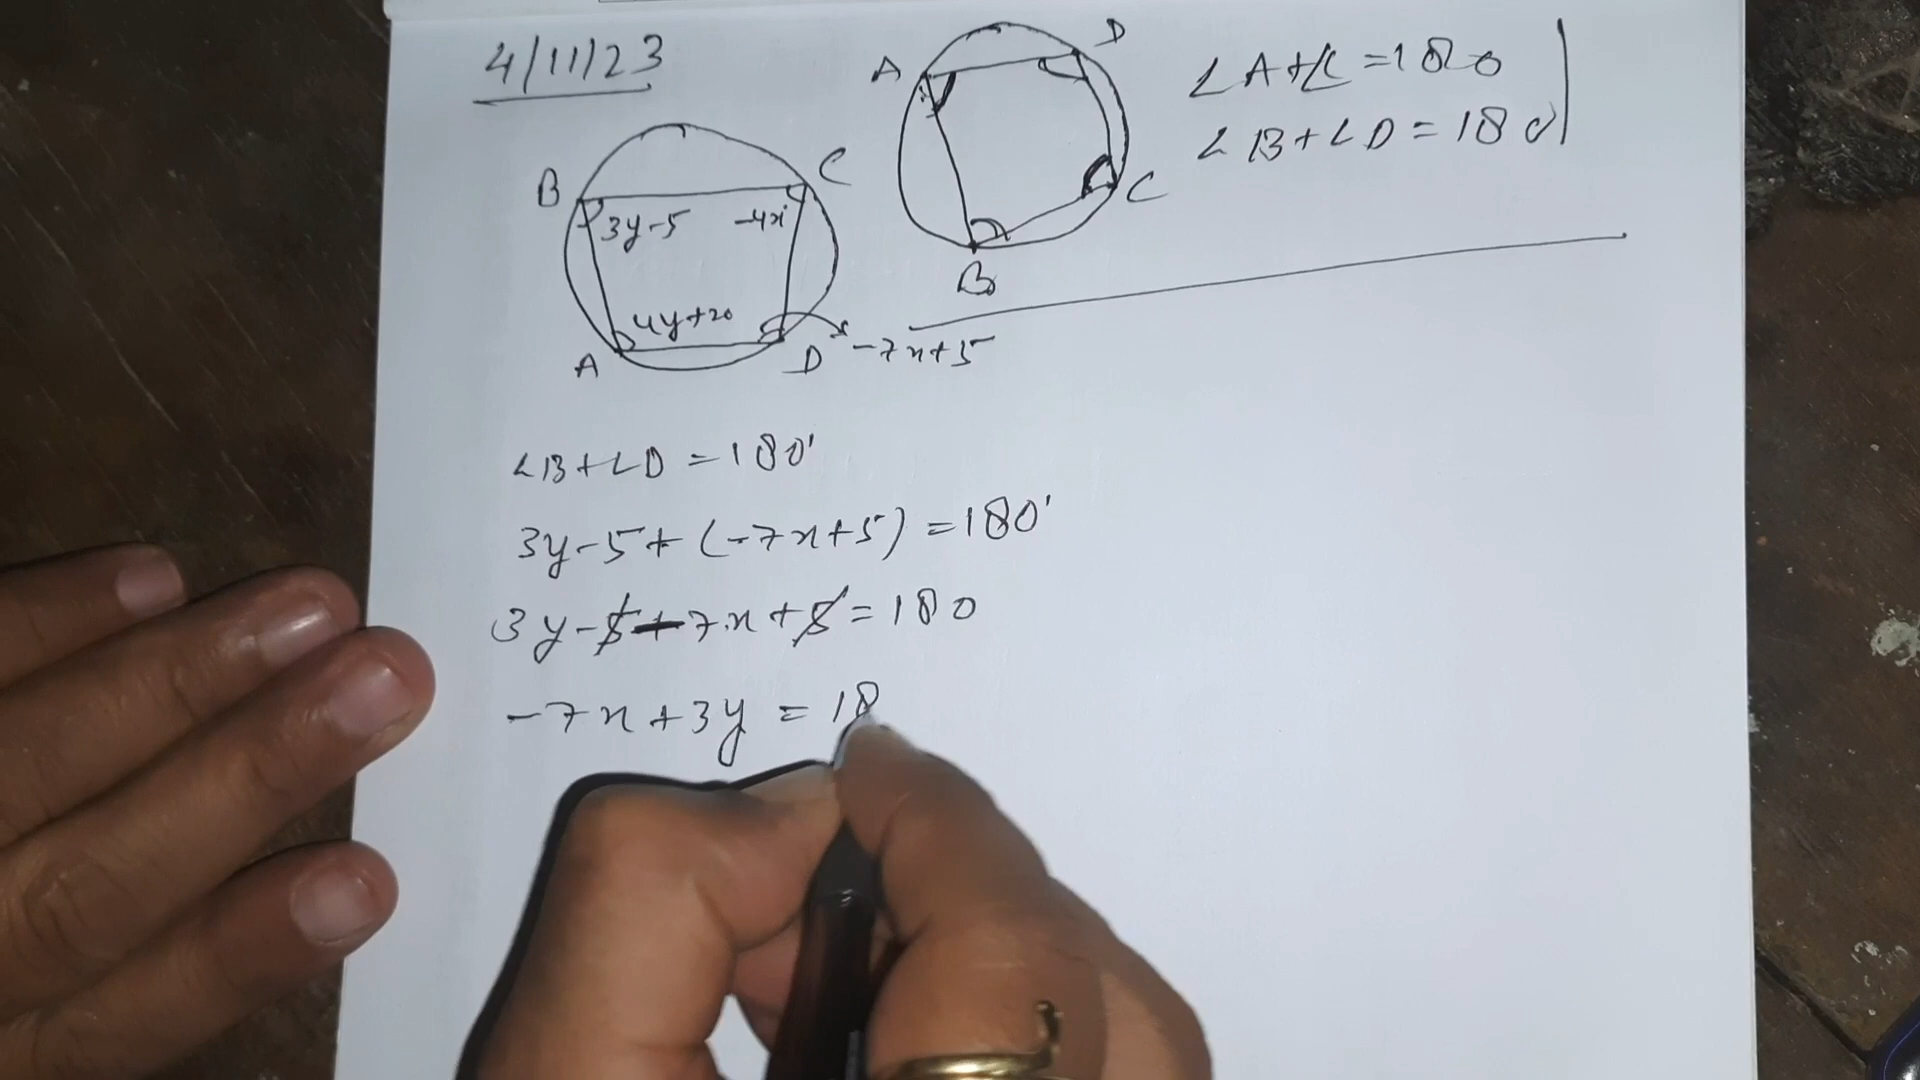 4/11/23
A
D
∠A+∠C=180
∠B+∠D=180
C
B
B
C
3y-5
-4x
4y+20
A
D
-7x+5
∠B+∠D=180°
3y-5+(-7x+5)=180°
3y-5+7x+5=180
-7x+3y=18